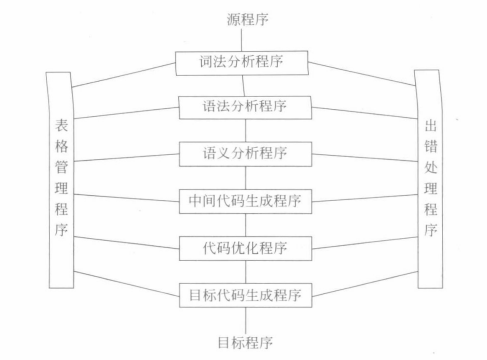 源程序
词法分析程序
语法分析程序
语义分析程序
中间代码生成程序
代码优化程序
目标代码生成程序
目标程序
表格管理程序
出错处理程序